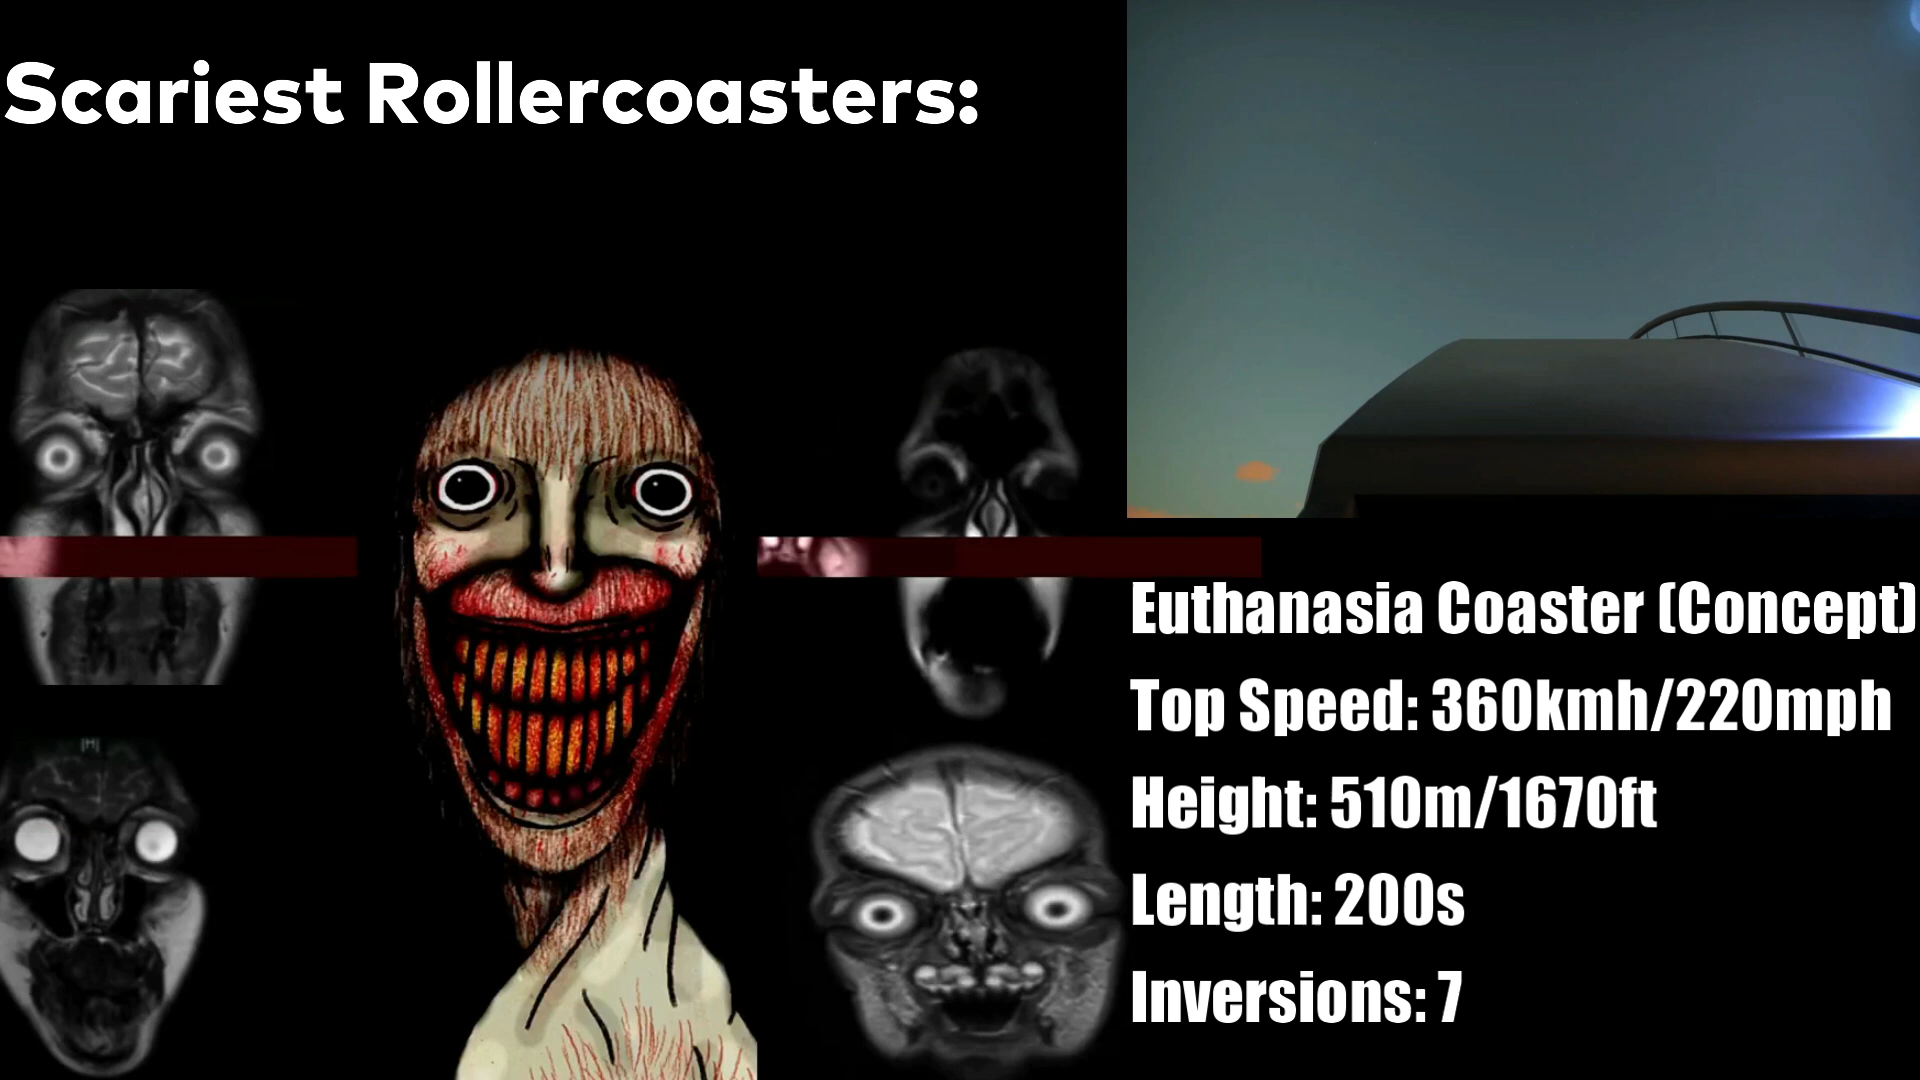 Scariest Rollercoasters:
Euthanasia Coaster (Concept)
Top Speed: 360kmh/220mph
Height: 510m/1670ft
Length: 200s
Inversions: 7